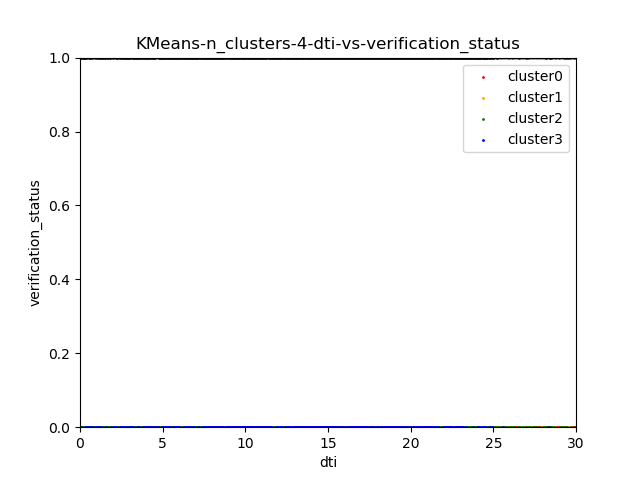 KMeans-n_clusters-4-dti-vs-verification_status
1.0
0.8
0.6
0.4
0.2
0.0
verification_status
cluster0
cluster1
cluster2
cluster3
0 5 10 15 20 25 30
dti